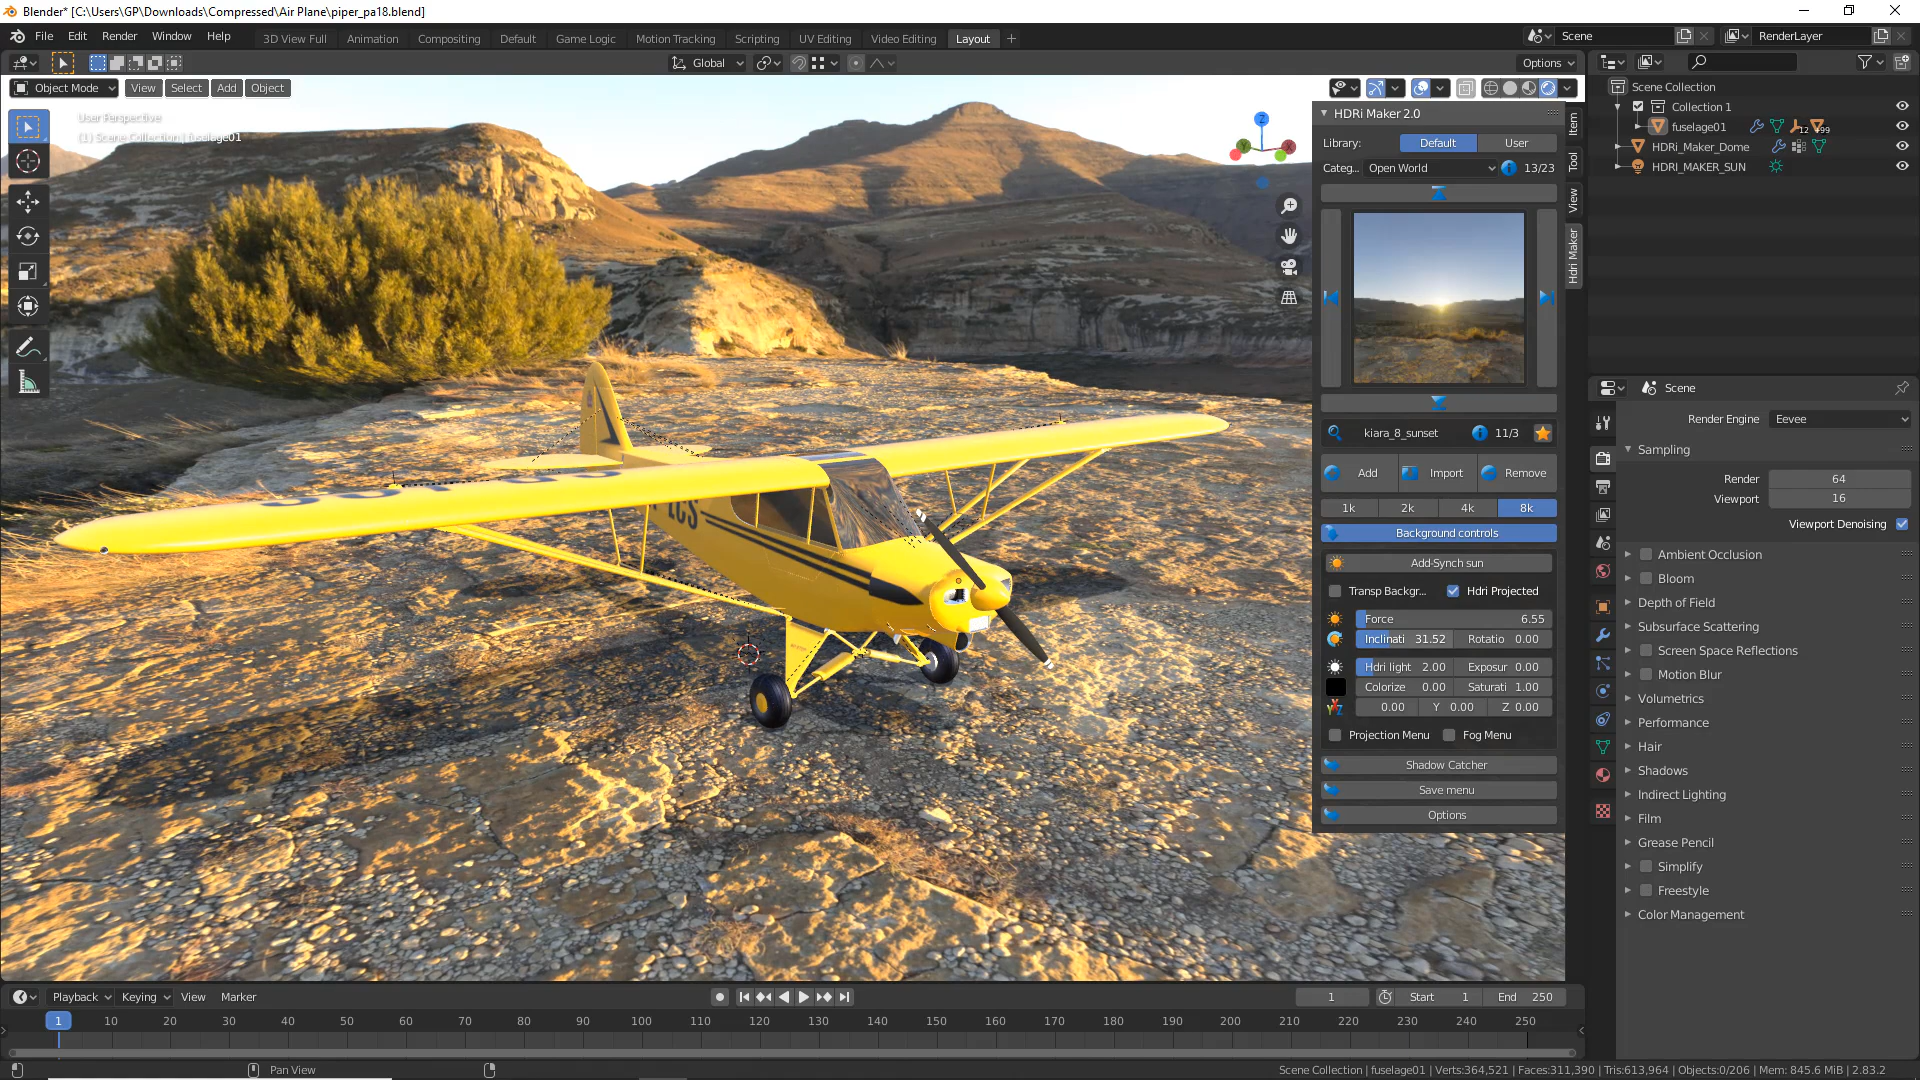 Blender* [C:\Users\GP\Downloads\Compressed\Air Plane\piper_pa18.blend]
File Edit Render Window Help
3D View Full Animation Compositing Default Game Logic Motion Tracking Scripting UV Editing Video Editing Layout
Scene
RenderLayer
Global
Options
Object Mode View Select Add Object
User Perspective
(1) Scene Collection | fuselage01
HDRi Maker 2.0
Library: Default User
Categ... Open World 13/23
kiara_8_sunset 11/3
Add Import Remove
1k 2k 4k 8k
Background controls
Add-Synch sun
Transp Backgr... Hdri Projected
Force 6.55
Inclinati 31.52 Rotatio 0.00
Hdri light 2.00 Exposur 0.00
Colorize 0.00 Saturati 1.00
0.00 Y 0.00 Z 0.00
Projection Menu Fog Menu
Shadow Catcher
Save menu
Options
Item
Tool
View
Hdri Maker
Z
Y
X
Scene Collection
Collection 1
fuselage01 12 +99
HDRi_Maker_Dome
HDRI_MAKER_SUN
Scene
Render Engine Eevee
Sampling
Render 64
Viewport 16
Viewport Denoising
Ambient Occlusion
Bloom
Depth of Field
Subsurface Scattering
Screen Space Reflections
Motion Blur
Volumetrics
Performance
Hair
Shadows
Indirect Lighting
Film
Grease Pencil
Simplify
Freestyle
Color Management
Playback Keying View Marker
1 Start 1 End 250
1 10 20 30 40 50 60 70 80 90 100 110 120 130 140 150 160 170 180 190 200 210 220 230 240 250
Pan View
Scene Collection | fuselage01 | Verts:364,521 | Faces:311,390 | Tris:613,964 | Objects:0/206 | Mem: 845.6 MiB | 2.83.2